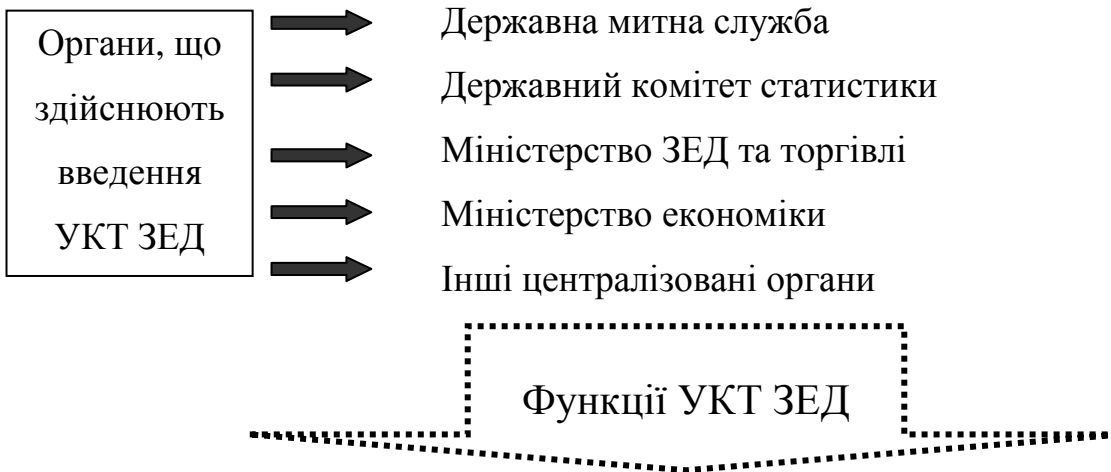 Органи, що
здійснюють
введення
УКТ ЗЕД
Державна митна служба
Державний комітет статистики
Міністерство ЗЕД та торгівлі
Міністерство економіки
Інші централізовані органи
Функції УКТ ЗЕД